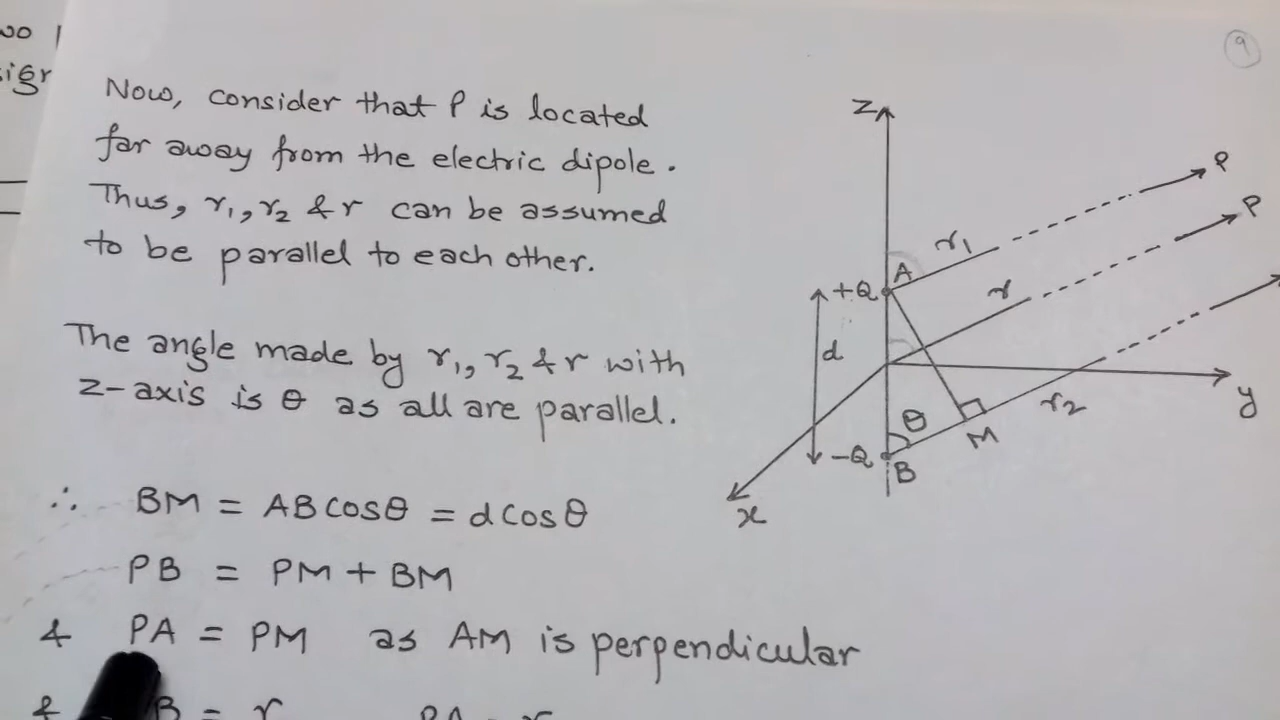 Now, consider that P is located
far away from the electric dipole.
Thus, r1, r2 & r can be assumed
to be parallel to each other.
The angle made by r1, r2 & r with
z-axis is θ as all are parallel.
∴ BM = AB cosθ = d cosθ
PB = PM + BM
& PA = PM as AM is perpendicular
9
Z
P
P
r1
A
+Q
r
d
y
θ
r2
M
-Q
B
x